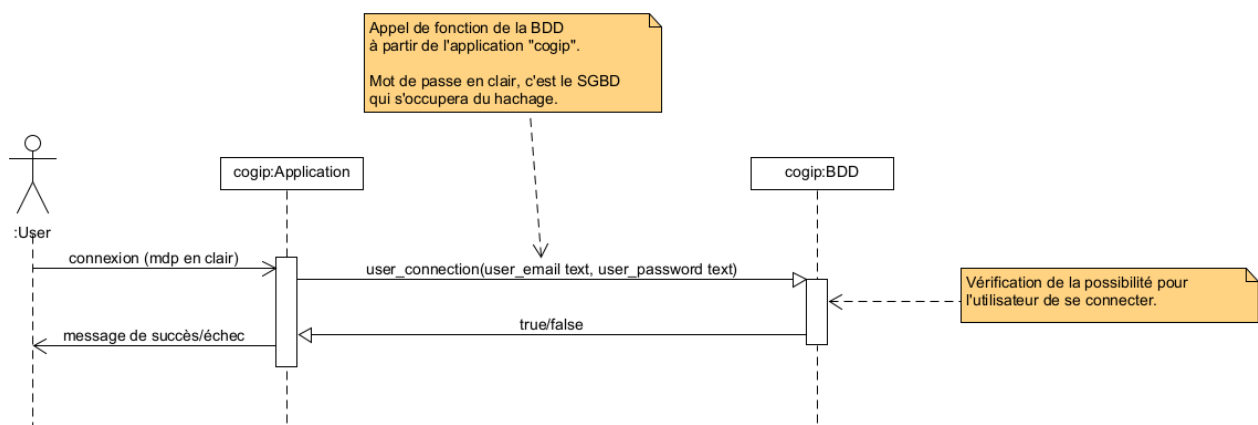 Appel de fonction de la BDD
à partir de l'application "cogip".
Mot de passe en clair, c'est le SGBD
qui s'occupera du hachage.
cogip:Application
cogip:BDD
:User
connexion (mdp en clair)
user_connection(user_email text, user_password text)
Vérification de la possibilité pour
l'utilisateur de se connecter.
true/false
message de succès/échec